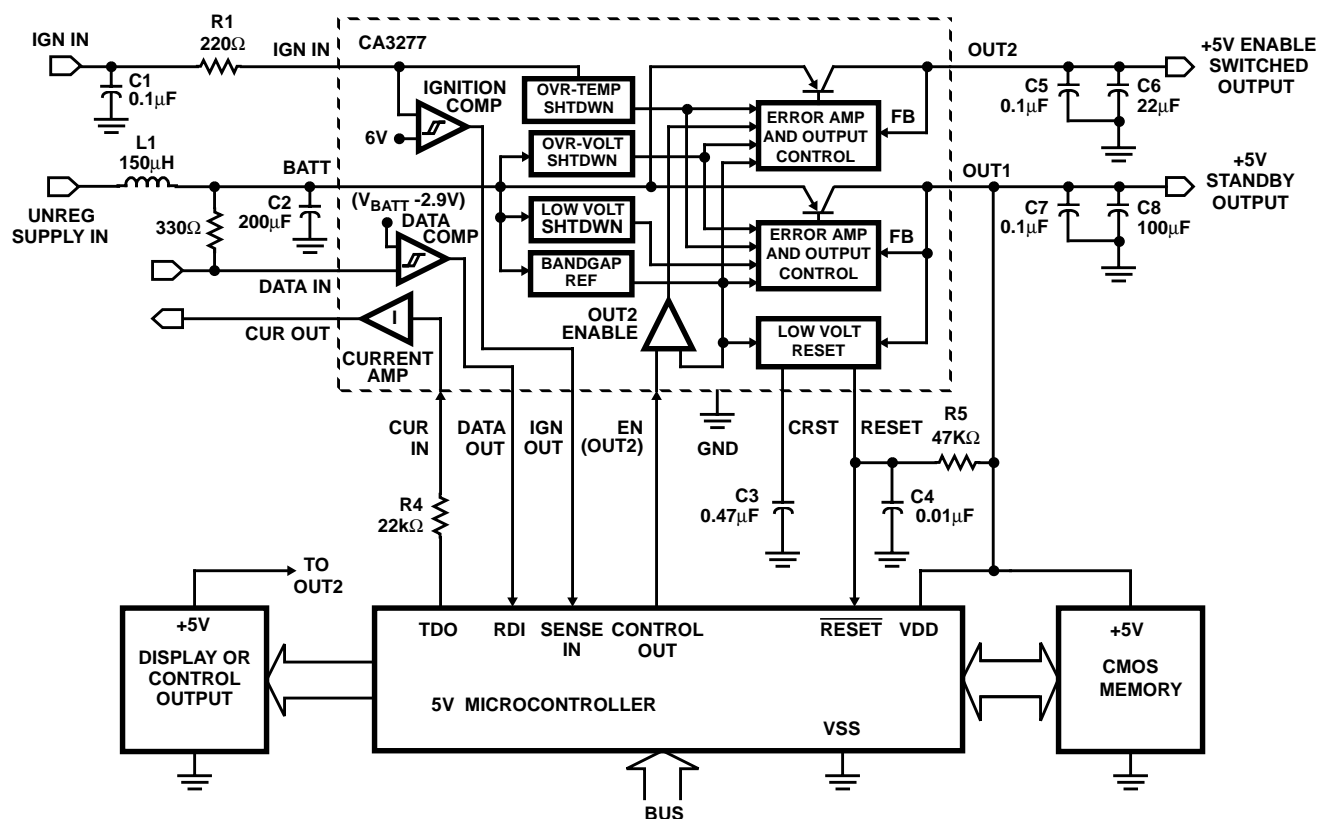 IGN IN
R1
220Ω
IGN IN
C1
0.1µF
CA3277
IGNITION
COMP
6V
OVR-TEMP
SHTDWN
OVR-VOLT
SHTDWN
LOW VOLT
SHTDWN
BANDGAP
REF
ERROR AMP
AND OUTPUT
CONTROL
FB
OUT2
C5
0.1µF
C6
22µF
+5V ENABLE
SWITCHED
OUTPUT
L1
150µH
UNREG
SUPPLY IN
BATT
330Ω
C2
200µF
(VBATT -2.9V)
DATA
COMP
DATA IN
CUR OUT
I
CURRENT
AMP
OUT2
ENABLE
ERROR AMP
AND OUTPUT
CONTROL
FB
OUT1
C7
0.1µF
C8
100µF
+5V
STANDBY
OUTPUT
LOW VOLT
RESET
CUR
IN
DATA
OUT
IGN
OUT
EN
(OUT2)
GND
CRST
RESET
R5
47KΩ
R4
22kΩ
C3
0.47µF
C4
0.01µF
TO
OUT2
+5V
DISPLAY OR
CONTROL
OUTPUT
TDO
RDI
SENSE
IN
CONTROL
OUT
RESET
VDD
5V MICROCONTROLLER
VSS
+5V
CMOS
MEMORY
BUS